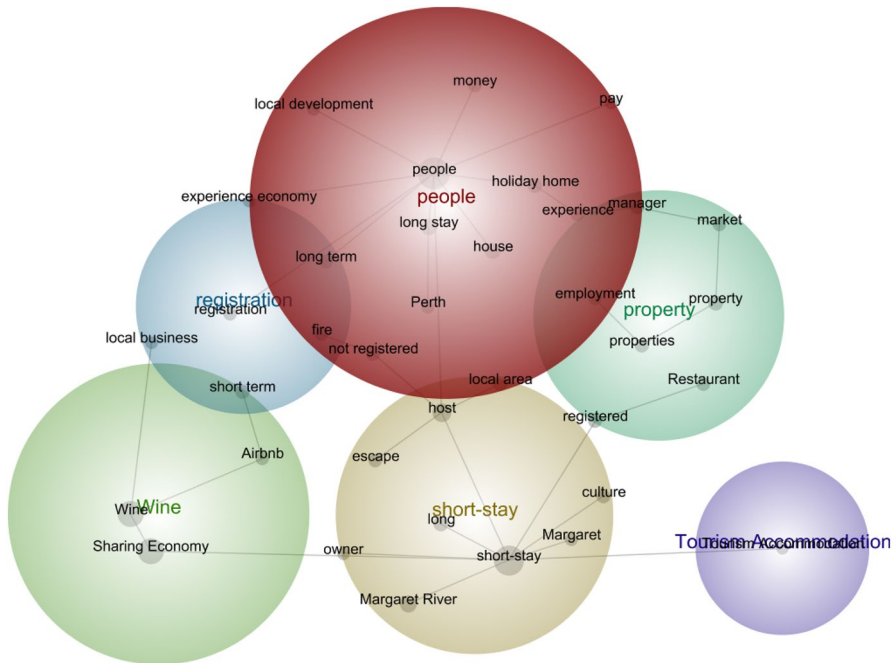 money
local development
pay
people
holiday home
experience economy
people
experience
manager
market
long stay
house
long term
registration
registration
Perth
employment
property
property
fire
local business
not registered
properties
short term
local area
Restaurant
host
registered
Airbnb
escape
culture
Wine
Wine
short-stay
long
Margaret
Tourism Accommodation
Tourism Accommodation
Sharing Economy
owner
short-stay
Margaret River